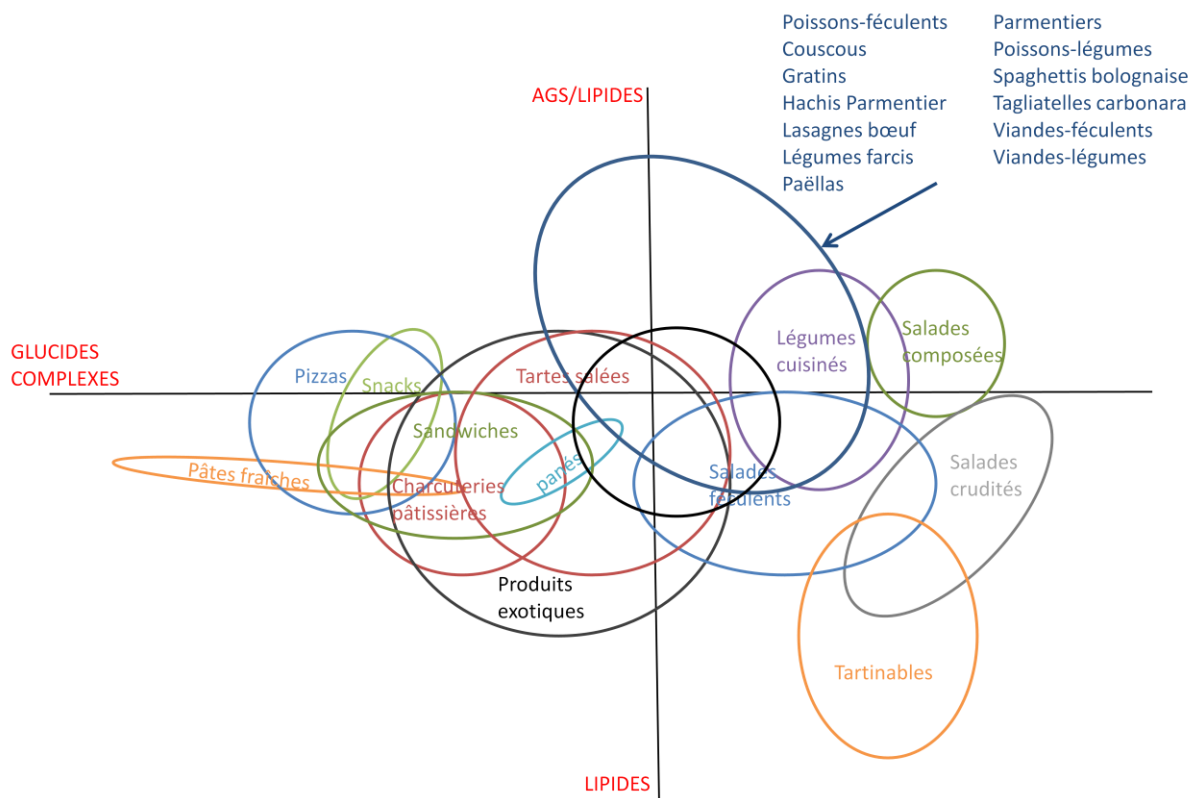 Poissons-féculents
Couscous
Gratins
Hachis Parmentier
Lasagnes bœuf
Légumes farcis
Paëllas
Parmentiers
Poissons-légumes
Spaghettis bolognaise
Tagliatelles carbonara
Viandes-féculents
Viandes-légumes
AGS/LIPIDES
GLUCIDES
COMPLEXES
Pizzas
Snacks
Tartes salées
Légumes
cuisinés
Salades
composées
Sandwiches
Pâtes fraîches
Charcuteries
pâtissières
panés
Salades
féculents
Salades
crudités
Produits
exotiques
Tartinables
LIPIDES